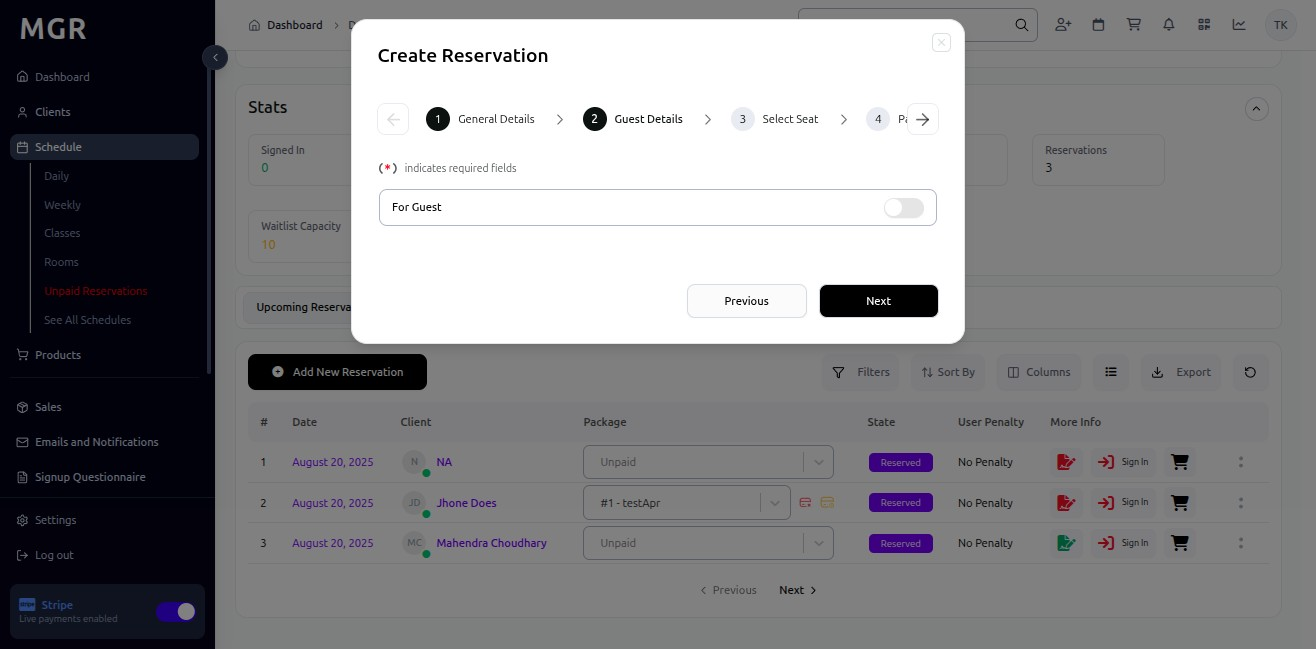 MGR
Dashboard
Clients
Schedule
Daily
Weekly
Classes
Rooms
Unpaid Reservations
See All Schedules
Products
Sales
Emails and Notifications
Signup Questionnaire
Settings
Log out
Stripe
Live payments enabled
Dashboard
TK
Create Reservation
1 General Details
2 Guest Details
3 Select Seat
4
(*) indicates required fields
For Guest
Previous
Next
Stats
Signed In
0
Reservations
3
Waitlist Capacity
10
Upcoming Reserva
Add New Reservation
Filters
Sort By
Columns
Export
# Date Client Package State User Penalty More Info
1 August 20, 2025 N NA Unpaid Reserved No Penalty Sign In
2 August 20, 2025 JD Jhone Does #1 - testApr Reserved No Penalty Sign In
3 August 20, 2025 MC Mahendra Choudhary Unpaid Reserved No Penalty Sign In
Previous Next